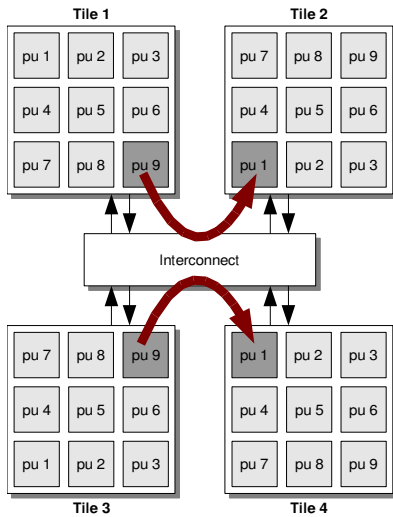 Tile 1 Tile 2
pu 1 pu 2 pu 3 pu 7 pu 8 pu 9
pu 4 pu 5 pu 6 pu 4 pu 5 pu 6
pu 7 pu 8 pu 9 pu 1 pu 2 pu 3
Interconnect
pu 7 pu 8 pu 9 pu 1 pu 2 pu 3
pu 4 pu 5 pu 6 pu 4 pu 5 pu 6
pu 1 pu 2 pu 3 pu 7 pu 8 pu 9
Tile 3 Tile 4